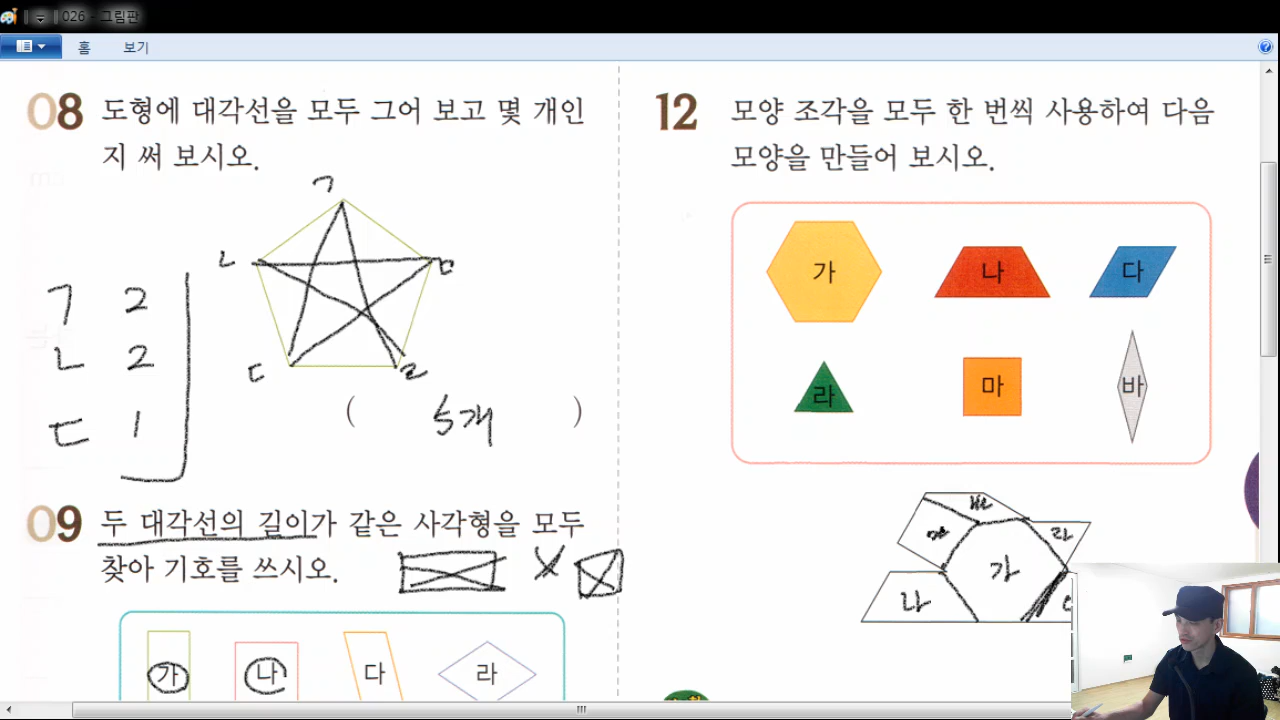 026 - 그림판
홈 보기
08 도형에 대각선을 모두 그어 보고 몇 개인
지 써 보시오.
ㄱ
ㄴ ㅁ
ㄷ ㄹ
ㄱ 2
ㄴ 2
ㄷ 1
( 5개 )
09 두 대각선의 길이가 같은 사각형을 모두
찾아 기호를 쓰시오.
가 나 다 라
12 모양 조각을 모두 한 번씩 사용하여 다음
모양을 만들어 보시오.
가 나 다
라 마 바
바
마 라
가
나